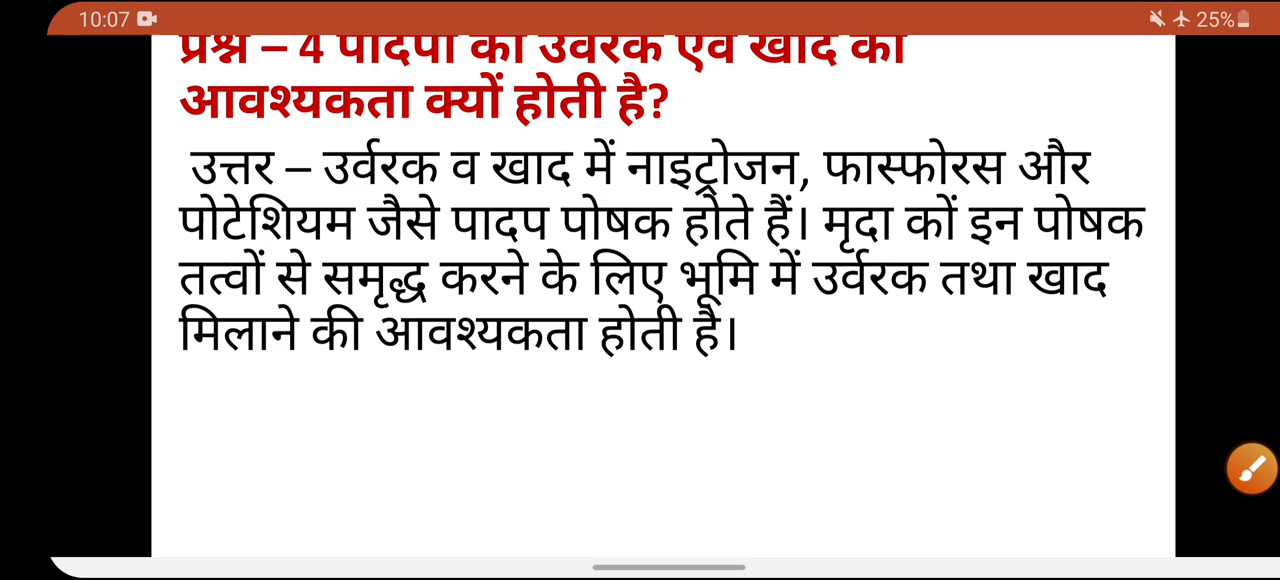 10:07
25%
प्रश्न – 4 पादपों को उर्वरक एवं खाद की
आवश्यकता क्यों होती है?
उत्तर – उर्वरक व खाद में नाइट्रोजन, फास्फोरस और
पोटेशियम जैसे पादप पोषक होते हैं। मृदा कों इन पोषक
तत्वों से समृद्ध करने के लिए भूमि में उर्वरक तथा खाद
मिलाने की आवश्यकता होती है।